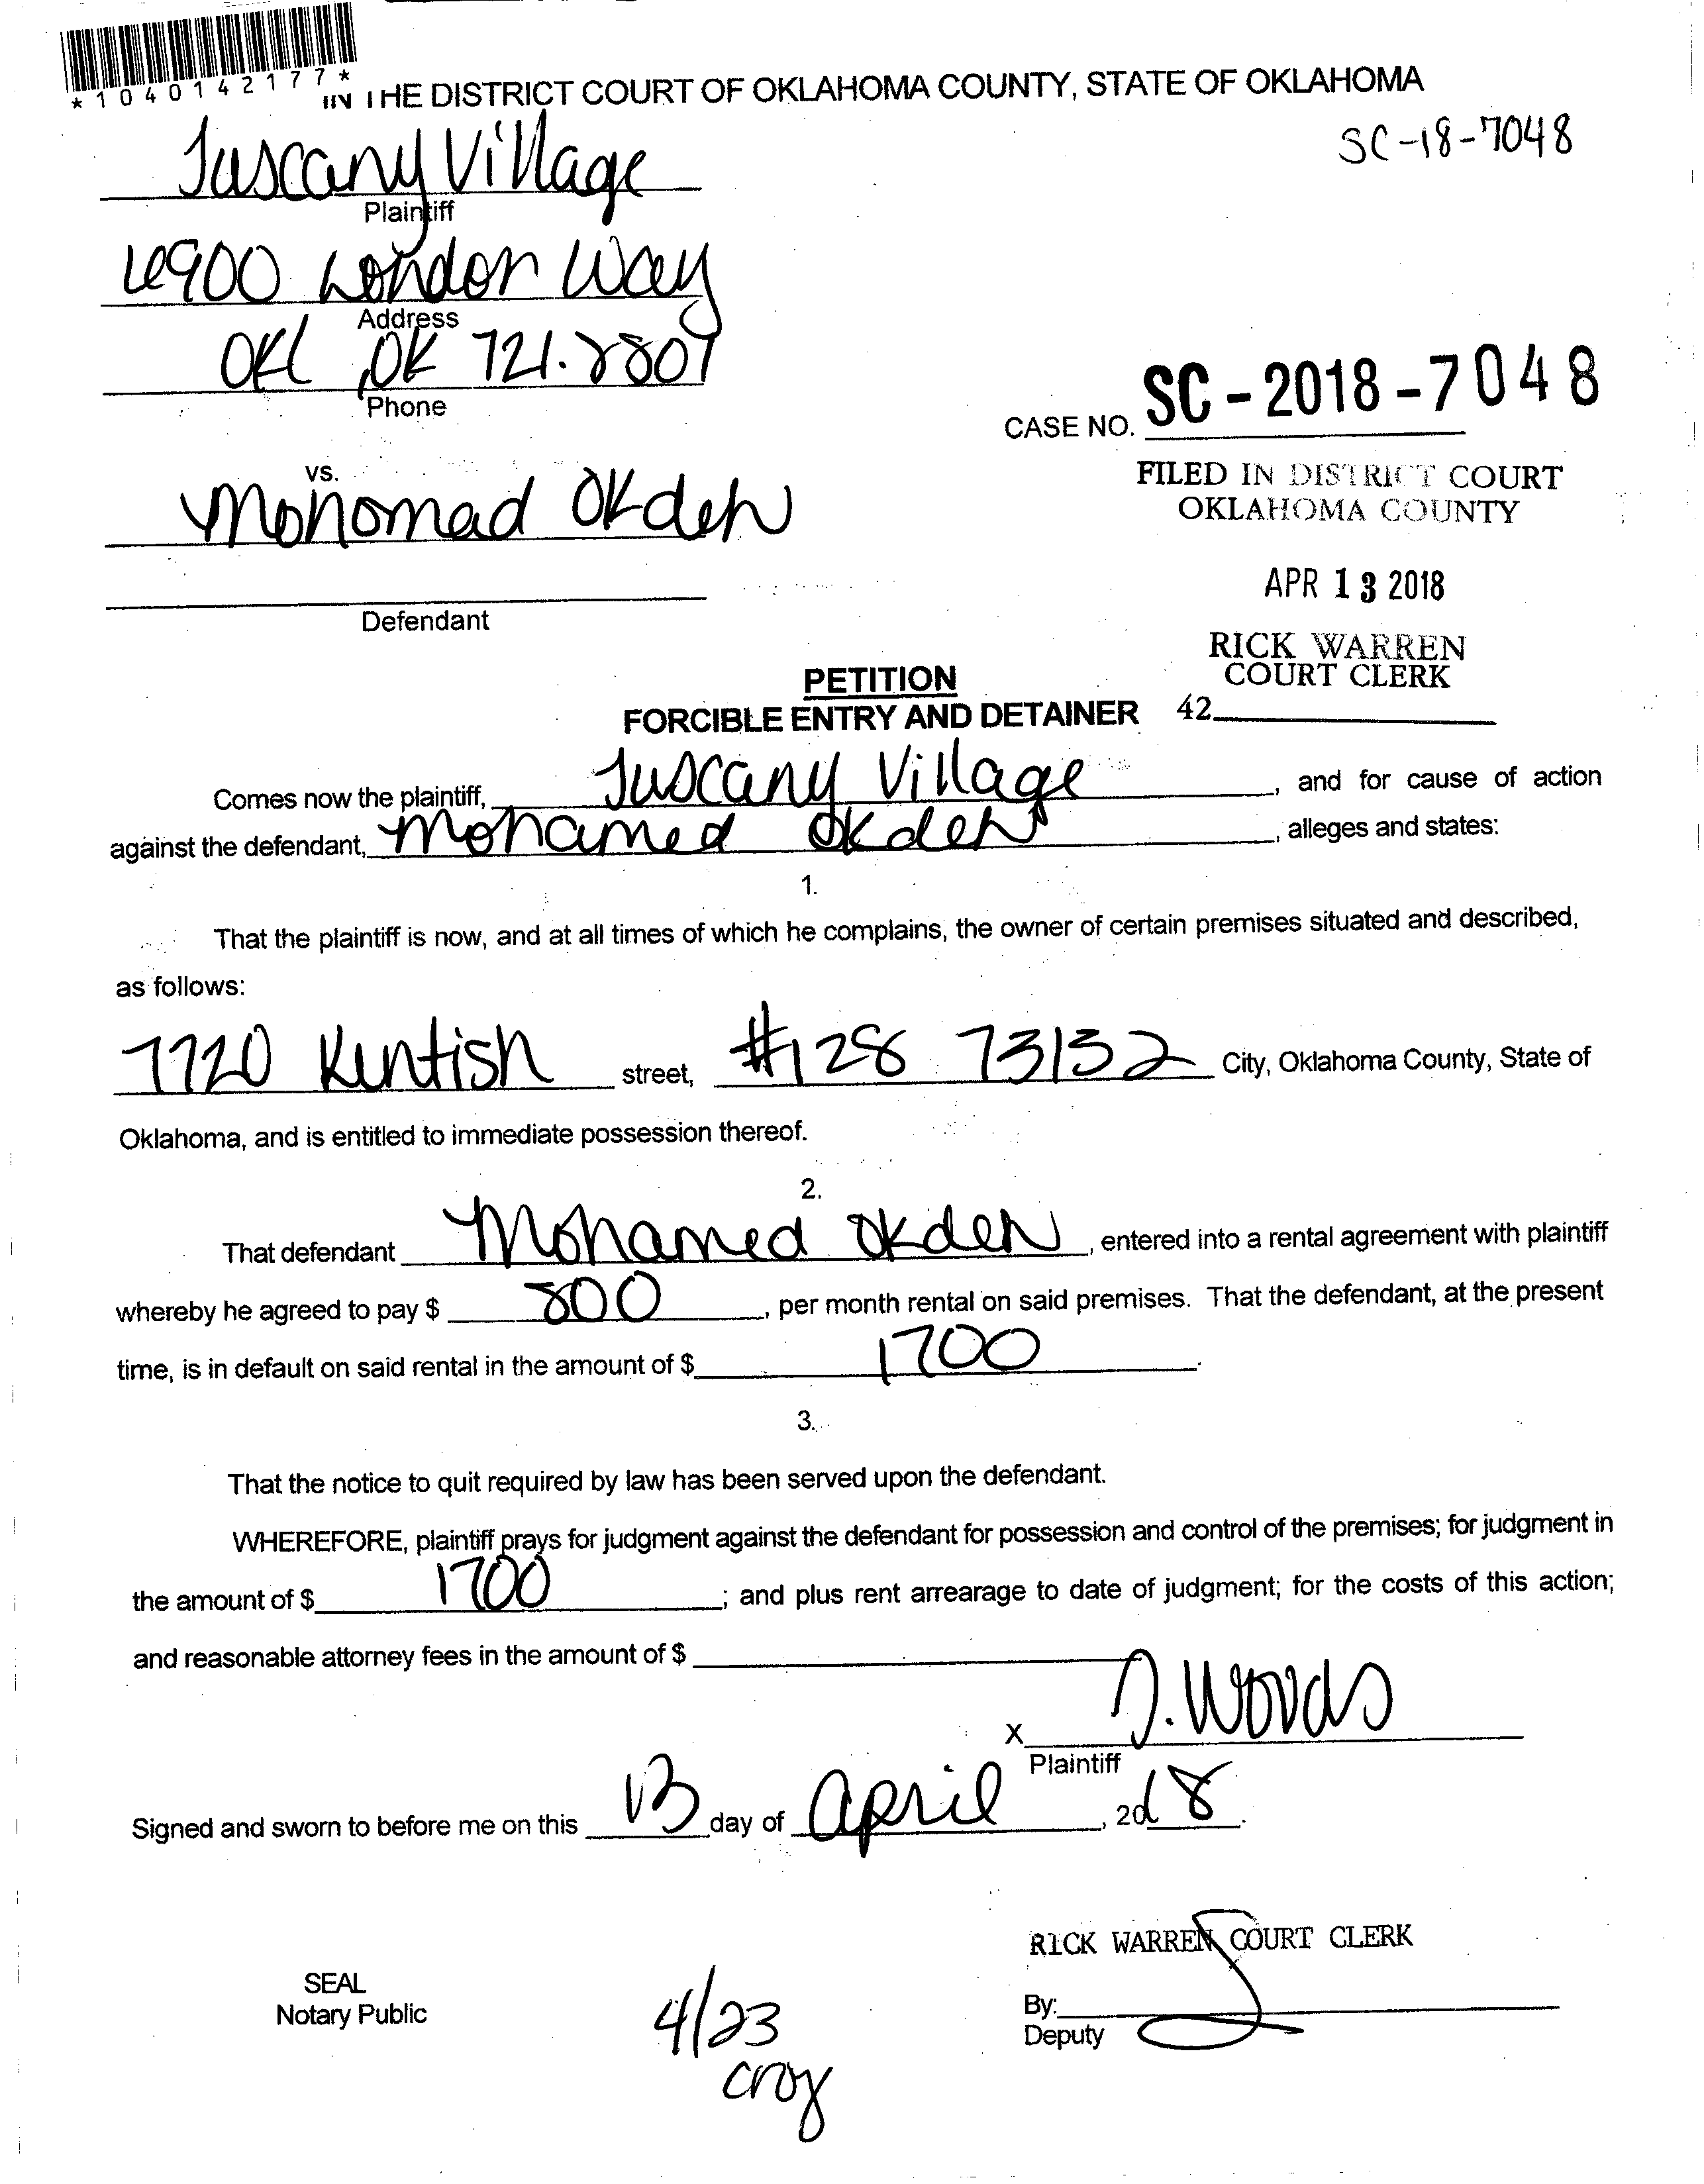 *1040142177*
IN THE DISTRICT COURT OF OKLAHOMA COUNTY, STATE OF OKLAHOMA
SC-18-7048
Tuscany Village
Plaintiff
6900 London Way
Address
OKC, OK 721.8807
Phone
CASE NO. SC-2018-7048
vs.
FILED IN DISTRICT COURT
OKLAHOMA COUNTY
Mohomad Okdeh
APR 13 2018
Defendant
RICK WARREN
COURT CLERK
42
PETITION
FORCIBLE ENTRY AND DETAINER
Comes now the plaintiff, Tuscany Village, and for cause of action
against the defendant, Mohamed Okdeh, alleges and states:
1.
That the plaintiff is now, and at all times of which he complains, the owner of certain premises situated and described,
as follows:
7720 Kentish street, #128 73132 City, Oklahoma County, State of
Oklahoma, and is entitled to immediate possession thereof.
2.
That defendant Mohamed Okdeh, entered into a rental agreement with plaintiff
whereby he agreed to pay $ 800, per month rental on said premises. That the defendant, at the present
time, is in default on said rental in the amount of $ 1700.
3.
That the notice to quit required by law has been served upon the defendant.
WHEREFORE, plaintiff prays for judgment against the defendant for possession and control of the premises; for judgment in
the amount of $ 1700; and plus rent arrearage to date of judgment; for the costs of this action;
and reasonable attorney fees in the amount of $
X J. Woods
Plaintiff
Signed and sworn to before me on this 13 day of april, 2018.
RICK WARREN COURT CLERK
SEAL
Notary Public
By:
Deputy
4/23